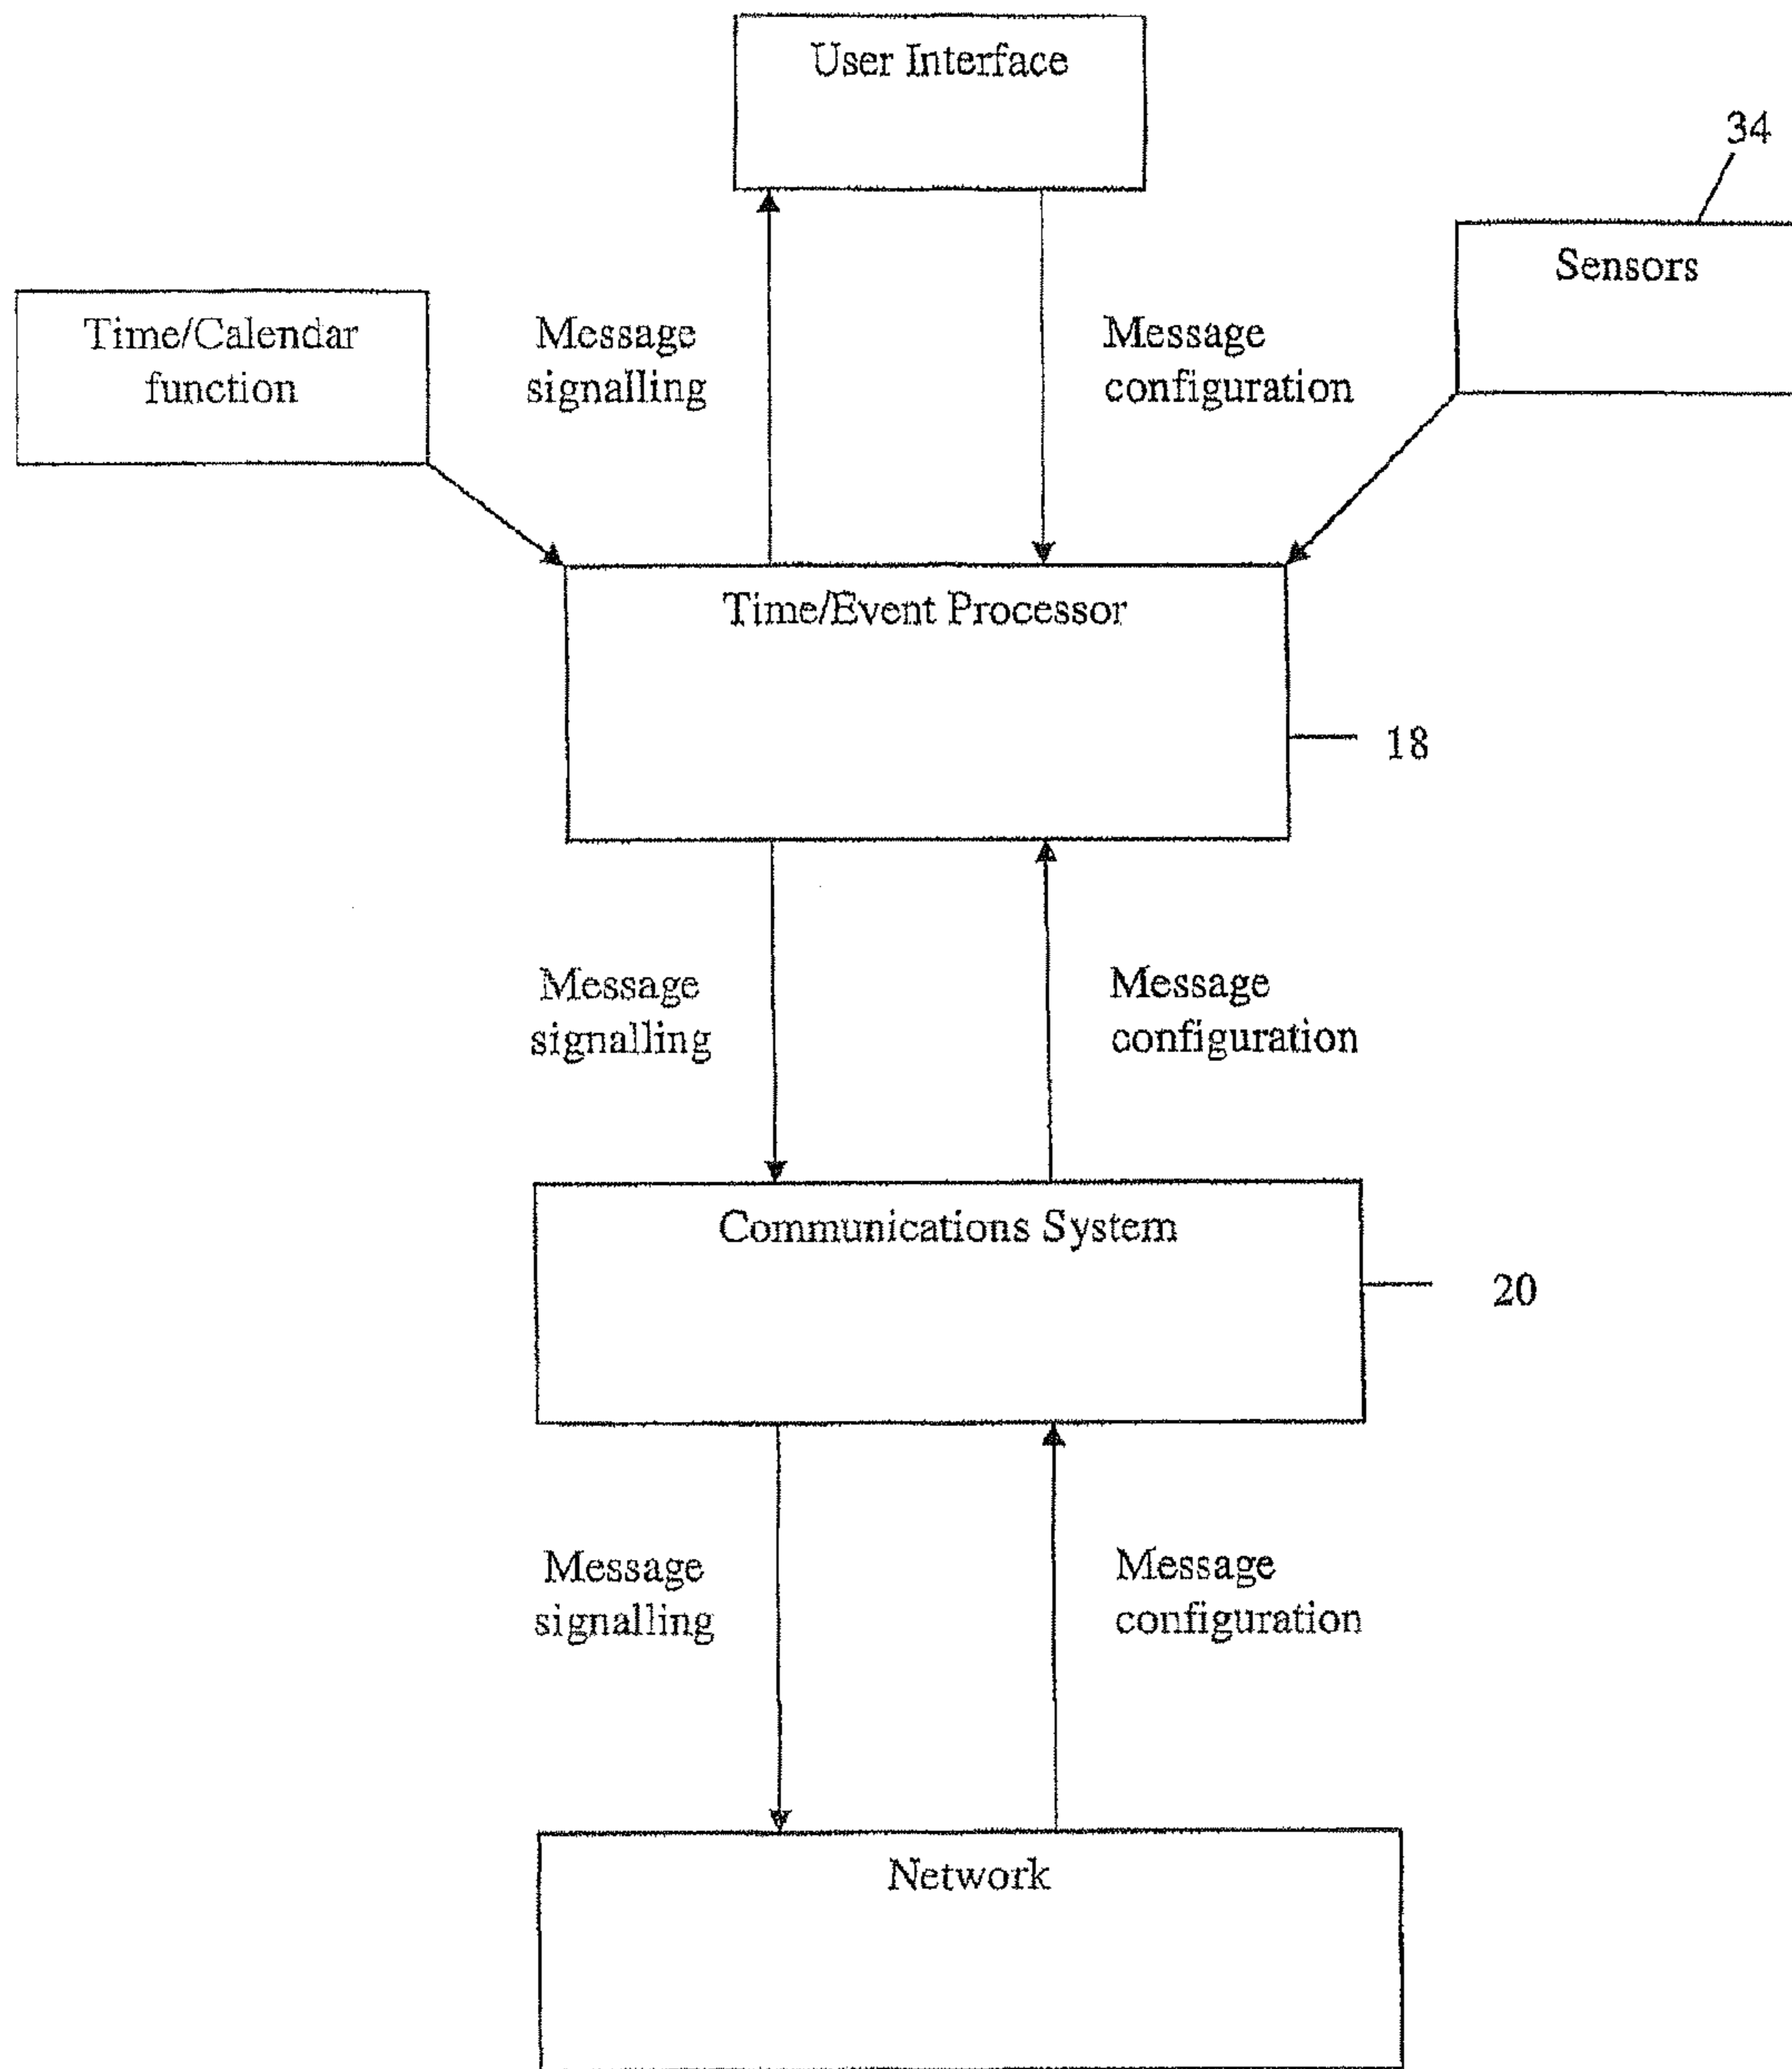 User Interface
34
Sensors
Time/Calendar
function
Message
signalling
Message
configuration
Time/Event Processor
18
Message
signalling
Message
configuration
Communications System
20
Message
signalling
Message
configuration
Network